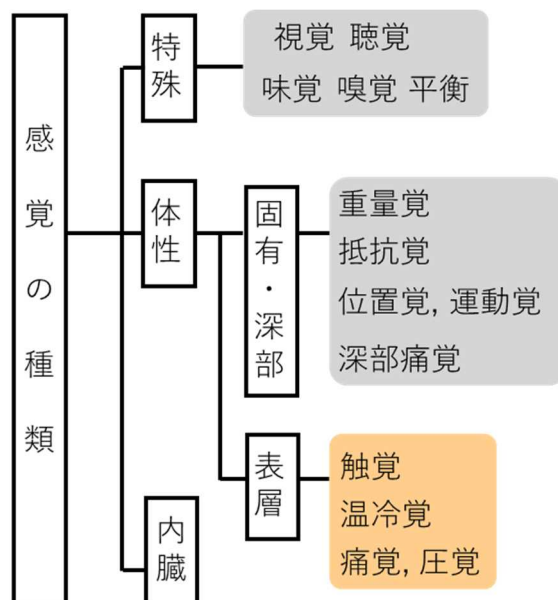 感覚の種類
特殊
視覚 聴覚
味覚 嗅覚 平衡
体性
固有・深部
重量覚
抵抗覚
位置覚, 運動覚
深部痛覚
表層
触覚
温冷覚
痛覚, 圧覚
内臓